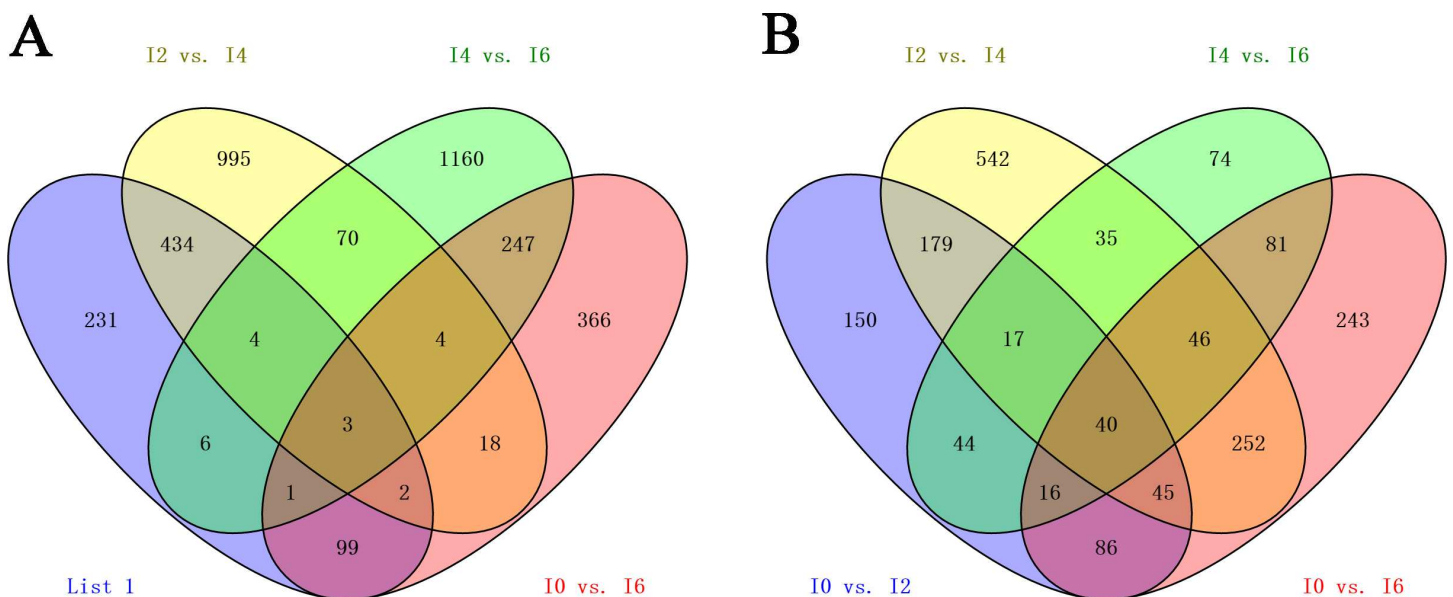 A B
I2 vs. I4 I4 vs. I6 I2 vs. I4 I4 vs. I6
995 1160 542 74
434 70 247 179 35 81
231 366 150 243
4 4 17 46
3 40
6 18 44 252
1 2 16 45
99 86
List 1 I0 vs. I6 I0 vs. I2 I0 vs. I6